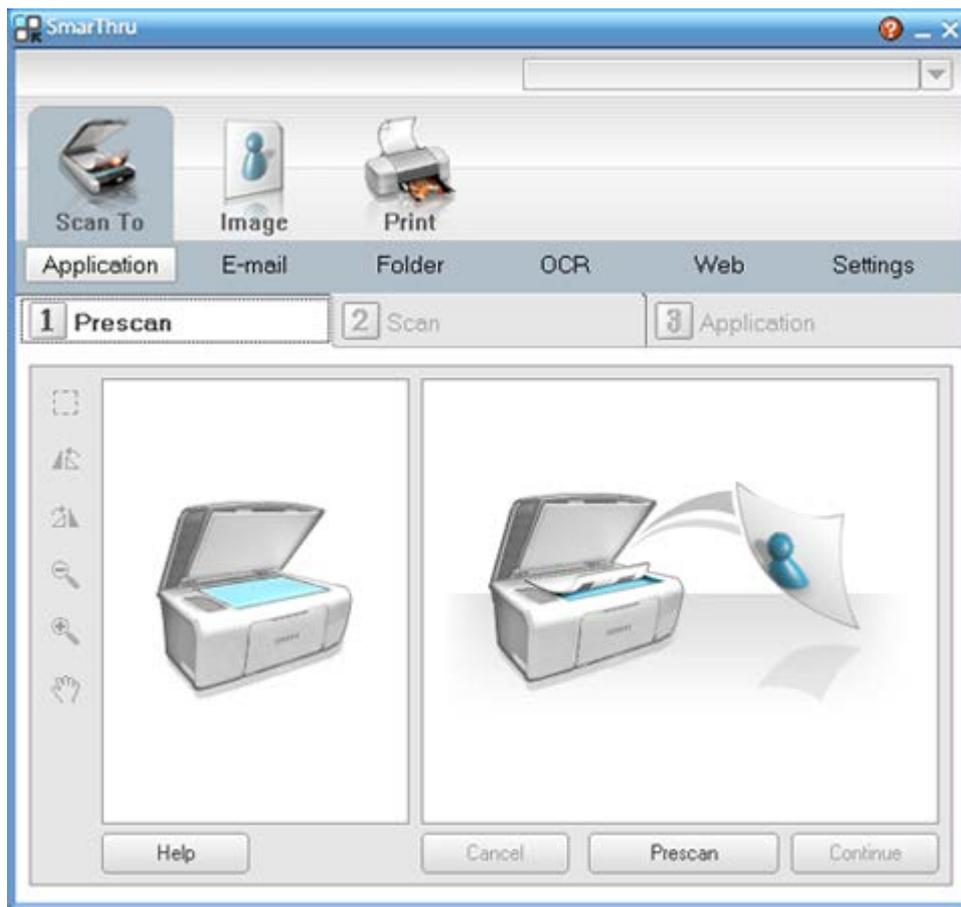 SmarThru
Scan To Image Print
Application E-mail Folder OCR Web Settings
1 Prescan 2 Scan 3 Application
Help Cancel Prescan Continue